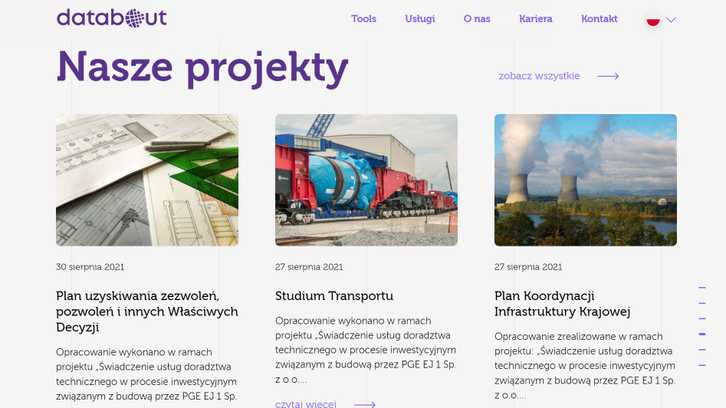 databout
Tools
Usługi
O nas
Kariera
Kontakt
Nasze projekty
zobacz wszystkie
30 sierpnia 2021
Plan uzyskiwania zezwoleń,
pozwoleń i innych Właściwych
Decyzji
Opracowanie wykonano w ramach
projektu „Świadczenie usług doradztwa
technicznego w procesie inwestycyjnym
związanym z budową przez PGE EJ 1 Sp.
27 sierpnia 2021
Studium Transportu
Opracowanie wykonano w ramach
projektu „Świadczenie usług doradztwa
technicznego w procesie inwestycyjnym
związanym z budową przez PGE EJ 1 Sp.
z o.o....
czytaj więcej
27 sierpnia 2021
Plan Koordynacji
Infrastruktury Krajowej
Opracowanie zrealizowane w ramach
projektu: „Świadczenie usług doradztwa
technicznego w procesie inwestycyjnym
związanym z budową przez PGE EJ 1 Sp.
z o.o....